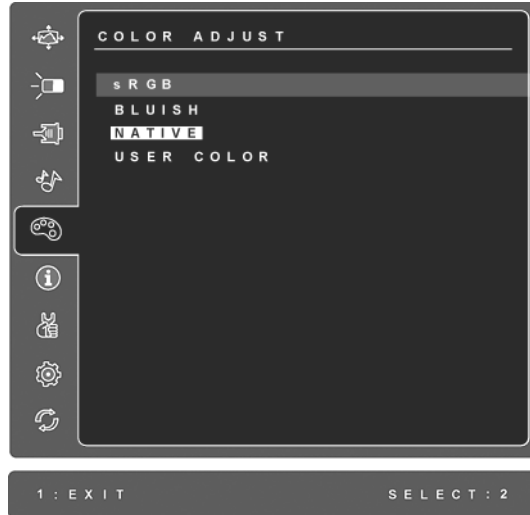 COLOR ADJUST
sRGB
BLUISH
NATIVE
USER COLOR
1:EXIT SELECT:2